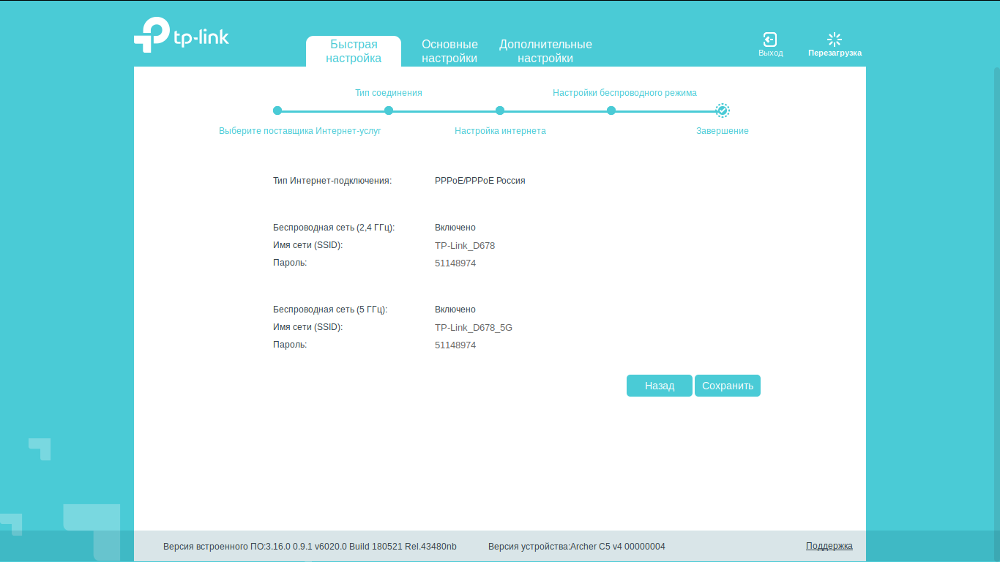 tp-link
Быстрая
настройка
Основные
настройки
Дополнительные
настройки
Выход
Перезагрузка
Тип соединения
Настройки беспроводного режима
Выберите поставщика Интернет-услуг
Настройка интернета
Завершение
Тип Интернет-подключения: PPPoE/PPPoE Россия
Беспроводная сеть (2,4 ГГц): Включено
Имя сети (SSID): TP-Link_D678
Пароль: 51148974
Беспроводная сеть (5 ГГц): Включено
Имя сети (SSID): TP-Link_D678_5G
Пароль: 51148974
Назад
Сохранить
Версия встроенного ПО:3.16.0 0.9.1 v6020.0 Build 180521 Rel.43480nb Версия устройства:Archer C5 v4 00000004 Поддержка